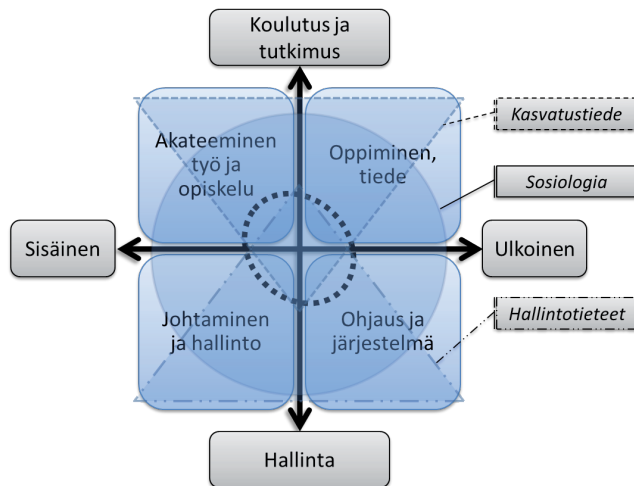 Koulutus ja
tutkimus
Akateeminen
työ ja
opiskelu
Oppiminen,
tiede
Kasvatustiede
Sosiologia
Sisäinen
Ulkoinen
Johtaminen
ja hallinto
Ohjaus ja
järjestelmä
Hallintotieteet
Hallinta